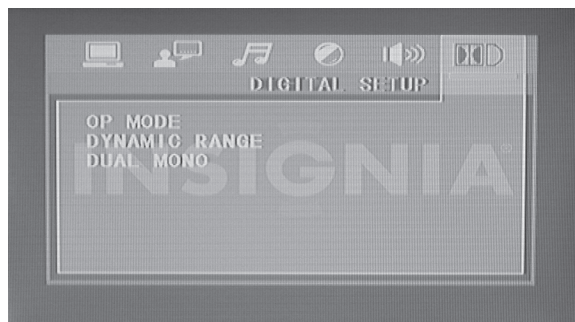 DIGITAL SETUP
OP MODE
DYNAMIC RANGE
DUAL MONO
INSIGNIA